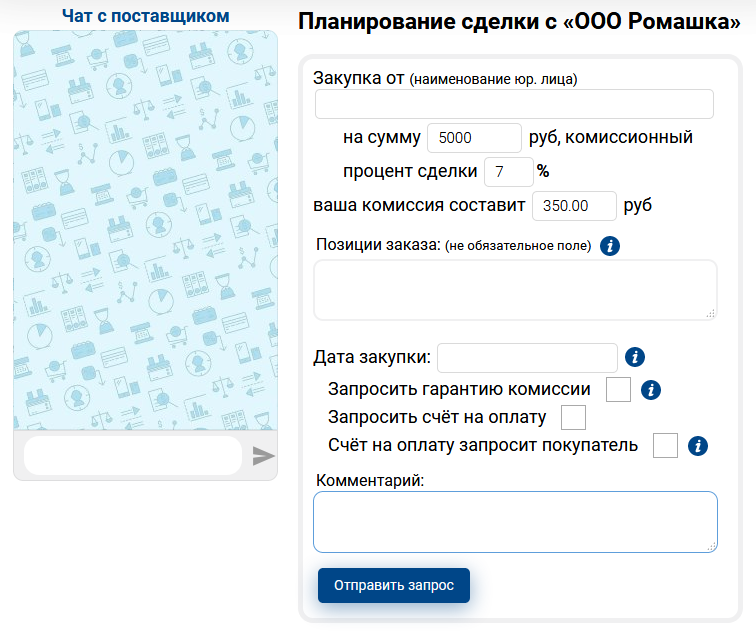 Чат с поставщиком
Планирование сделки с «ООО Ромашка»
Закупка от (наименование юр. лица)
на сумму 5000 руб, комиссионный
процент сделки 7 %
ваша комиссия составит 350.00 руб
Позиции заказа: (не обязательное поле) i
Дата закупки: i
Запросить гарантию комиссии i
Запросить счёт на оплату
Счёт на оплату запросит покупатель i
Комментарий:
Отправить запрос